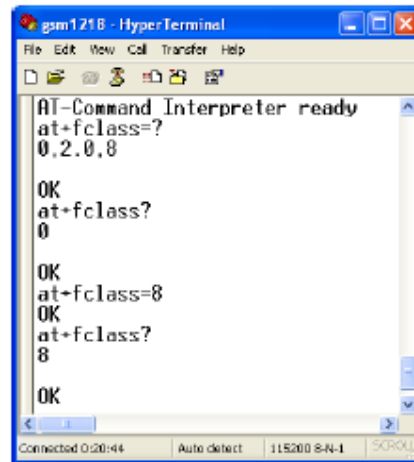 gsm1218 - HyperTerminal
File Edit View Call Transfer Help
AT-Command Interpreter ready
at+fclass=?
0,2.0,8
OK
at+fclass?
0
OK
at+fclass=8
OK
at+fclass?
8
OK
Connected 0:20:44 Auto detect 115200 8-N-1 SCROLL